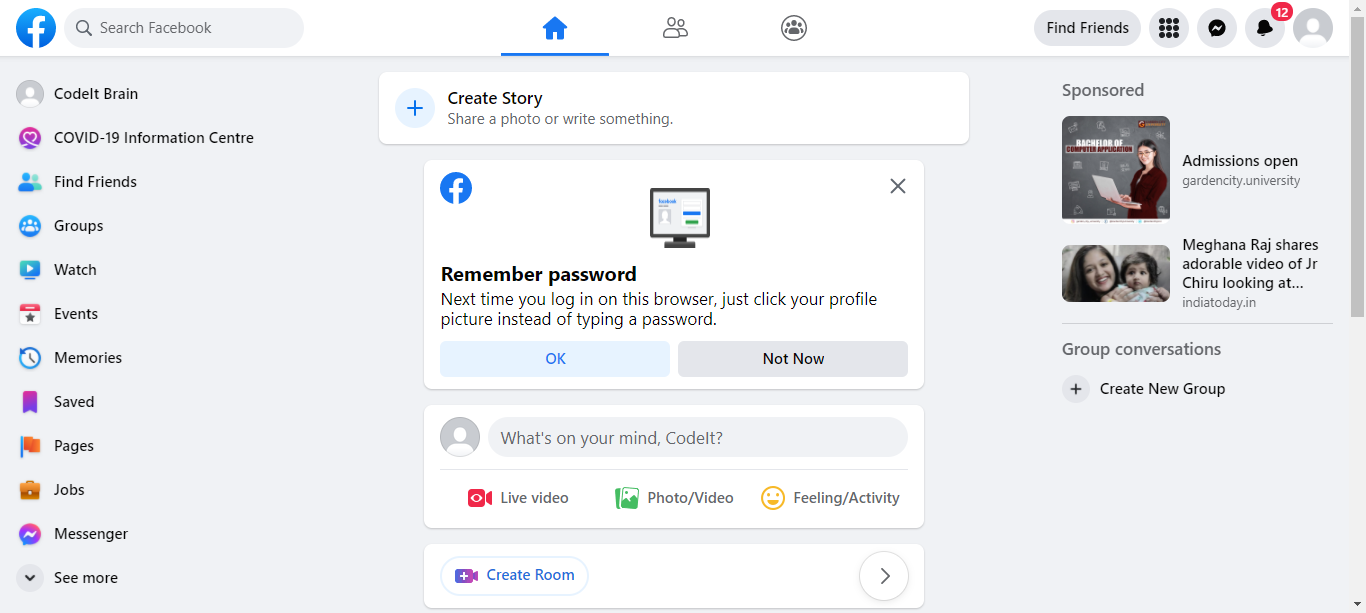 Search Facebook
Find Friends
12
CodeIt Brain
COVID-19 Information Centre
Find Friends
Groups
Watch
Events
Memories
Saved
Pages
Jobs
Messenger
See more
Create Story
Share a photo or write something.
facebook
Remember password
Next time you log in on this browser, just click your profile
picture instead of typing a password.
OK
Not Now
What's on your mind, CodeIt?
Live video
Photo/Video
Feeling/Activity
Create Room
Sponsored
BACHELOR OF
COMPUTER APPLICATION
Admissions open
gardencity.university
Meghana Raj shares
adorable video of Jr
Chiru looking at...
indiatoday.in
Group conversations
Create New Group